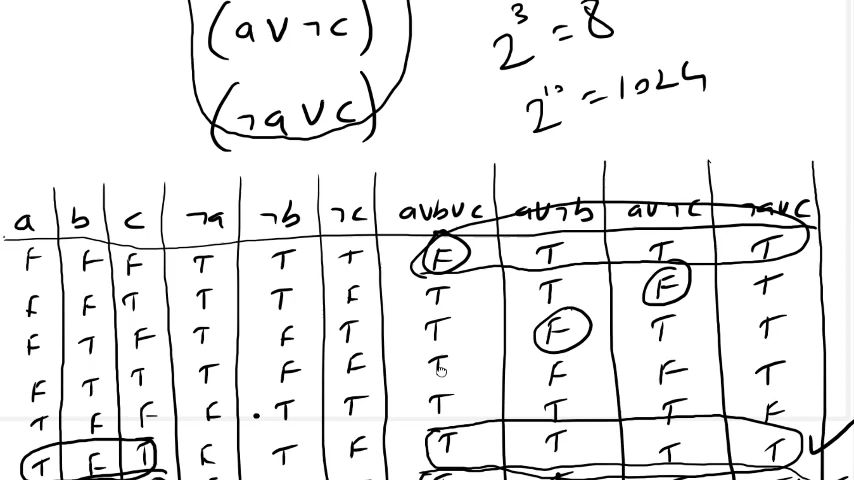 (a ∨ ¬c)
2³ = 8
(¬a ∨ c)
2¹⁰ = 1024
a b c ¬a ¬b ¬c a∨b∨c a∨¬b a∨¬c ¬a∨c
F F F T T T F T T T
F F T T T F T T F T
F T F T F T T F T T
F T T T F F T F F T
T F F F T T T T T F
T F T F T F T T T T